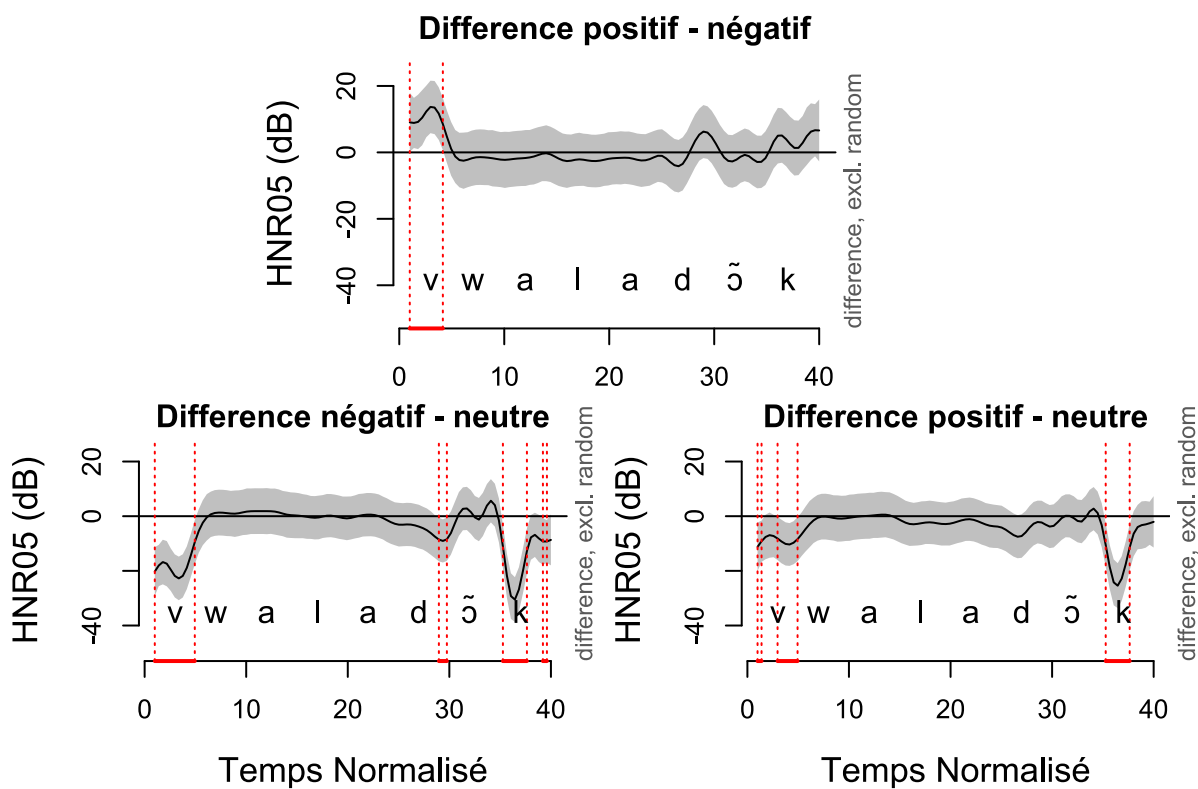 Difference positif - négatif
HNR05 (dB)
20
0
-20
-40
v w a l a d ɔ̃ k
difference, excl. random
0 10 20 30 40
Difference négatif - neutre
HNR05 (dB)
20
0
-40
v w a l a d ɔ̃ k
difference, excl. random
0 10 20 30 40
Temps Normalisé
Difference positif - neutre
HNR05 (dB)
20
0
-40
v w a l a d ɔ̃ k
difference, excl. random
0 10 20 30 40
Temps Normalisé